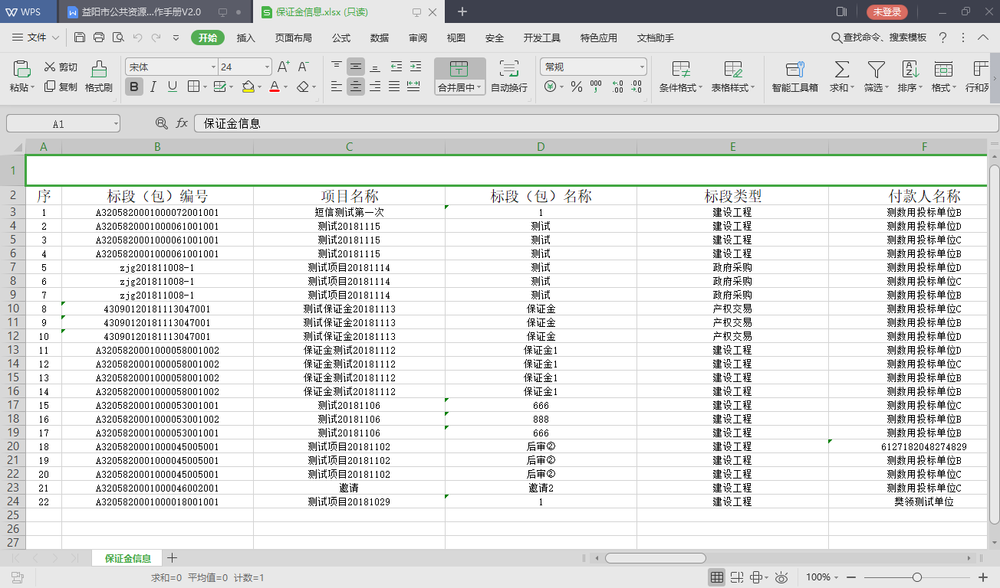 WPS 益阳市公共资源...作手册V2.0 保证金信息.xlsx (只读) 未登录
文件 开始 插入 页面布局 公式 数据 审阅 视图 安全 开发工具 特色应用 文档助手 查找命令、搜索模板
粘贴 剪切 复制 格式刷 宋体 24 合并居中 自动换行 常规 条件格式 表格样式 智能工具箱 求和 筛选 排序 格式 行和列
A1 fx 保证金信息
A B C D E F
1
2 序 标段（包）编号 项目名称 标段（包）名称 标段类型 付款人名称
3 1 A3205820001000072001001 短信测试第一次 1 建设工程 测数用投标单位B
4 2 A3205820001000061001001 测试20181115 测试 建设工程 测数用投标单位D
5 3 A3205820001000061001001 测试20181115 测试 建设工程 测数用投标单位C
6 4 A3205820001000061001001 测试20181115 测试 建设工程 测数用投标单位B
7 5 zjg201811008-1 测试项目20181114 测试 政府采购 测数用投标单位D
8 6 zjg201811008-1 测试项目20181114 测试 政府采购 测数用投标单位C
9 7 zjg201811008-1 测试项目20181114 测试 政府采购 测数用投标单位B
10 8 43090120181113047001 测试保证金20181113 保证金 产权交易 测数用投标单位C
11 9 43090120181113047001 测试保证金20181113 保证金 产权交易 测数用投标单位B
12 10 43090120181113047001 测试保证金20181113 保证金 产权交易 测数用投标单位D
13 11 A3205820001000058001002 保证金测试20181112 保证金1 建设工程 测数用投标单位D
14 12 A3205820001000058001002 保证金测试20181112 保证金1 建设工程 测数用投标单位C
15 13 A3205820001000058001002 保证金测试20181112 保证金1 建设工程 测数用投标单位B
16 14 A3205820001000058001002 保证金测试20181112 保证金1 建设工程 测数用投标单位B
17 15 A3205820001000053001001 测试20181106 666 建设工程 测数用投标单位C
18 16 A3205820001000053001002 测试20181106 888 建设工程 测数用投标单位B
19 17 A3205820001000053001001 测试20181106 666 建设工程 测数用投标单位B
20 18 A3205820001000045005001 测试项目20181102 后审② 建设工程 6127182048274829
21 19 A3205820001000045005001 测试项目20181102 后审② 建设工程 测数用投标单位B
22 20 A3205820001000045005001 测试项目20181102 后审② 建设工程 测数用投标单位C
23 21 A3205820001000046002001 邀请 邀请2 建设工程 测数用投标单位C
24 22 A3205820001000018001001 测试项目20181029 1 建设工程 樊领测试单位
25
26
27
保证金信息
求和=0 平均值=0 计数=1 100%